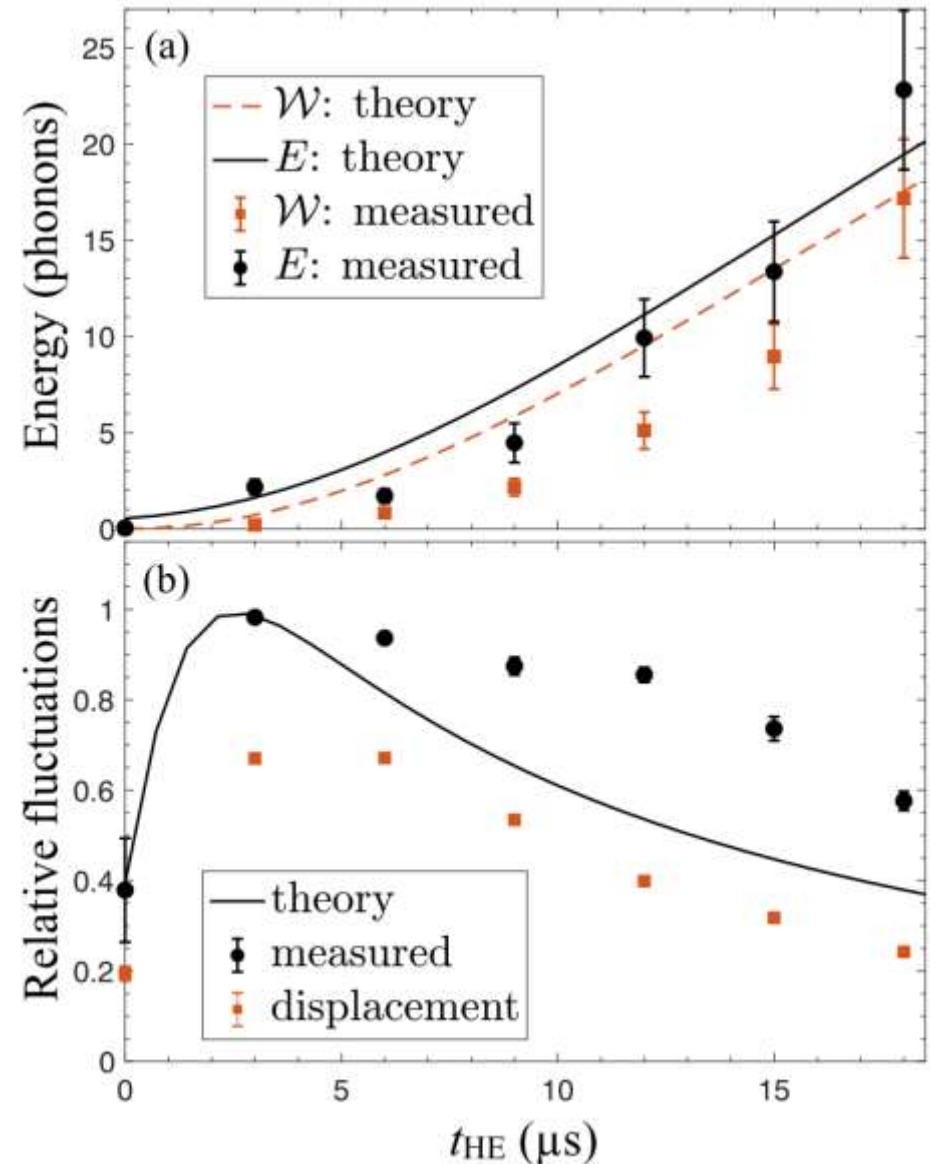 (a)
𝒲: theory
E: theory
𝒲: measured
E: measured
Energy (phonons)
25
20
15
10
5
0
(b)
theory
measured
displacement
Relative fluctuations
1
0.8
0.6
0.4
0.2
0
0
5
10
15
t_HE (μs)